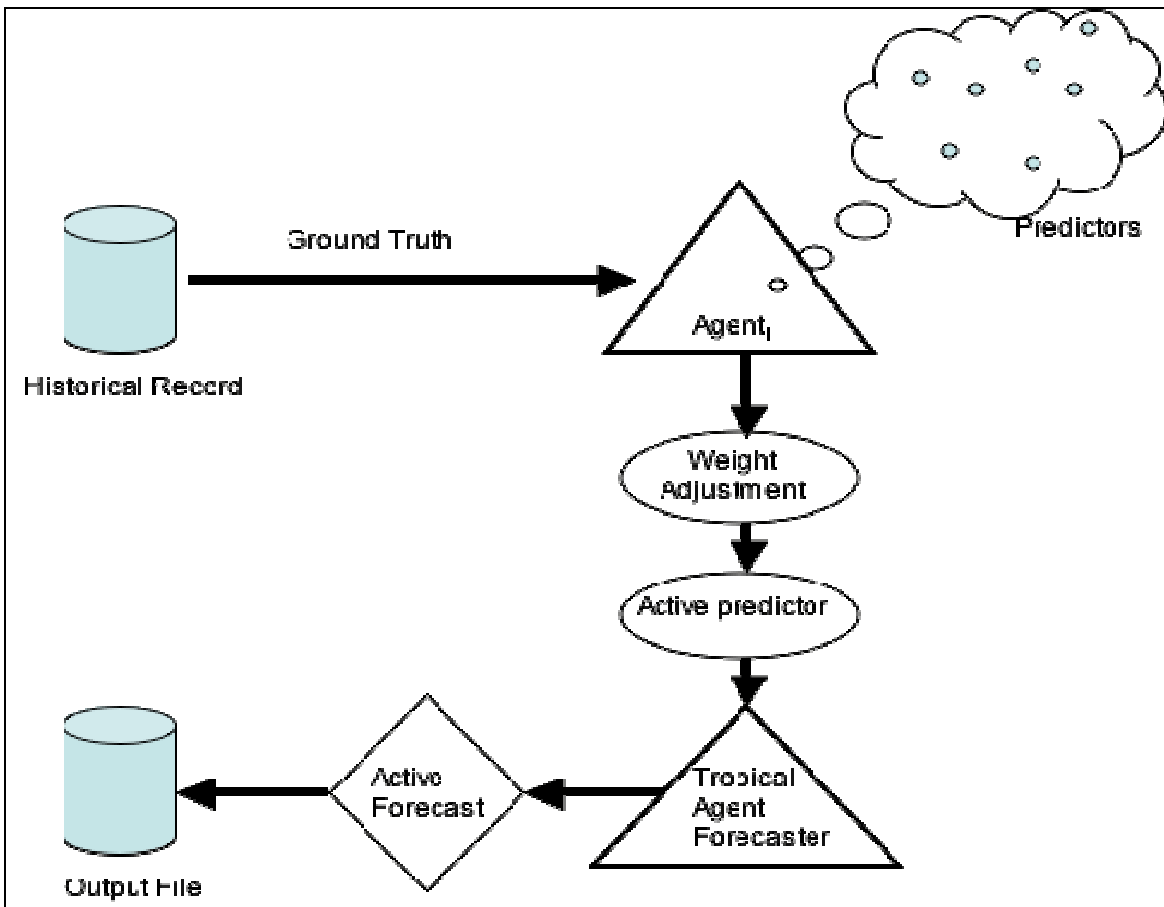 Predictors
Ground Truth
Agent
Historical Record
Weight
Adjustment
Active predictor
Tropical
Agent
Forecaster
Active
Forecast
Output File